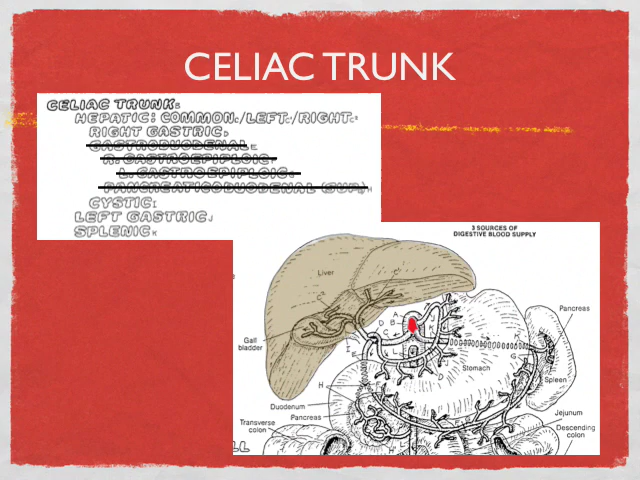 CELIAC TRUNK
CELIAC TRUNK B
HEPATIC: COMMON C/LEFT C1/RIGHT C2
RIGHT GASTRIC D
GASTRODUODENAL E
R. GASTROEPIPLOIC F
L. GASTROEPIPLOIC G
PANCREATICODUODENAL (SUP.) H
CYSTIC I
LEFT GASTRIC J
SPLENIC K
3 SOURCES OF
DIGESTIVE BLOOD SUPPLY
Liver
Pancreas
Gall
bladder
Stomach
Spleen
Duodenum
Pancreas
Transverse
colon
Jejunum
Descending
colon
A
B
D
C
K
E
G
H
D
H